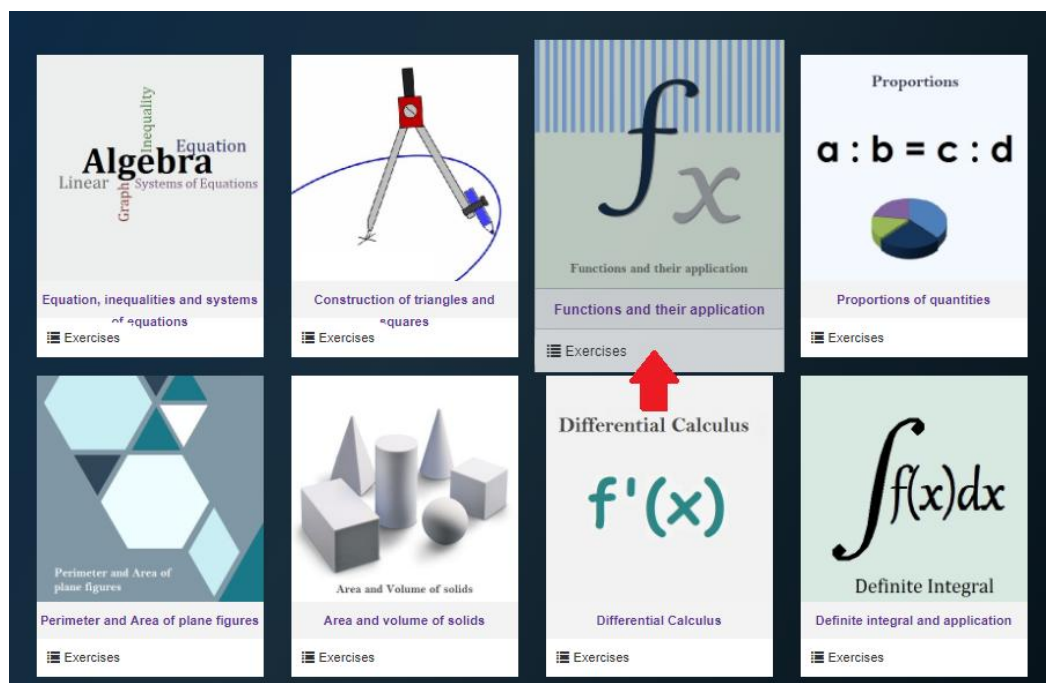 Inequality
Equation
Algebra
Linear
Systems of Equations
Graph
Equation, inequalities and systems
of equations
Exercises
Construction of triangles and
squares
Exercises
fx
Functions and their application
Functions and their application
Exercises
Proportions
a : b = c : d
Proportions of quantities
Exercises
Perimeter and Area of
plane figures
Perimeter and Area of plane figures
Exercises
Area and Volume of solids
Area and volume of solids
Exercises
Differential Calculus
f'(x)
Differential Calculus
Exercises
∫f(x)dx
Definite Integral
Definite integral and application
Exercises